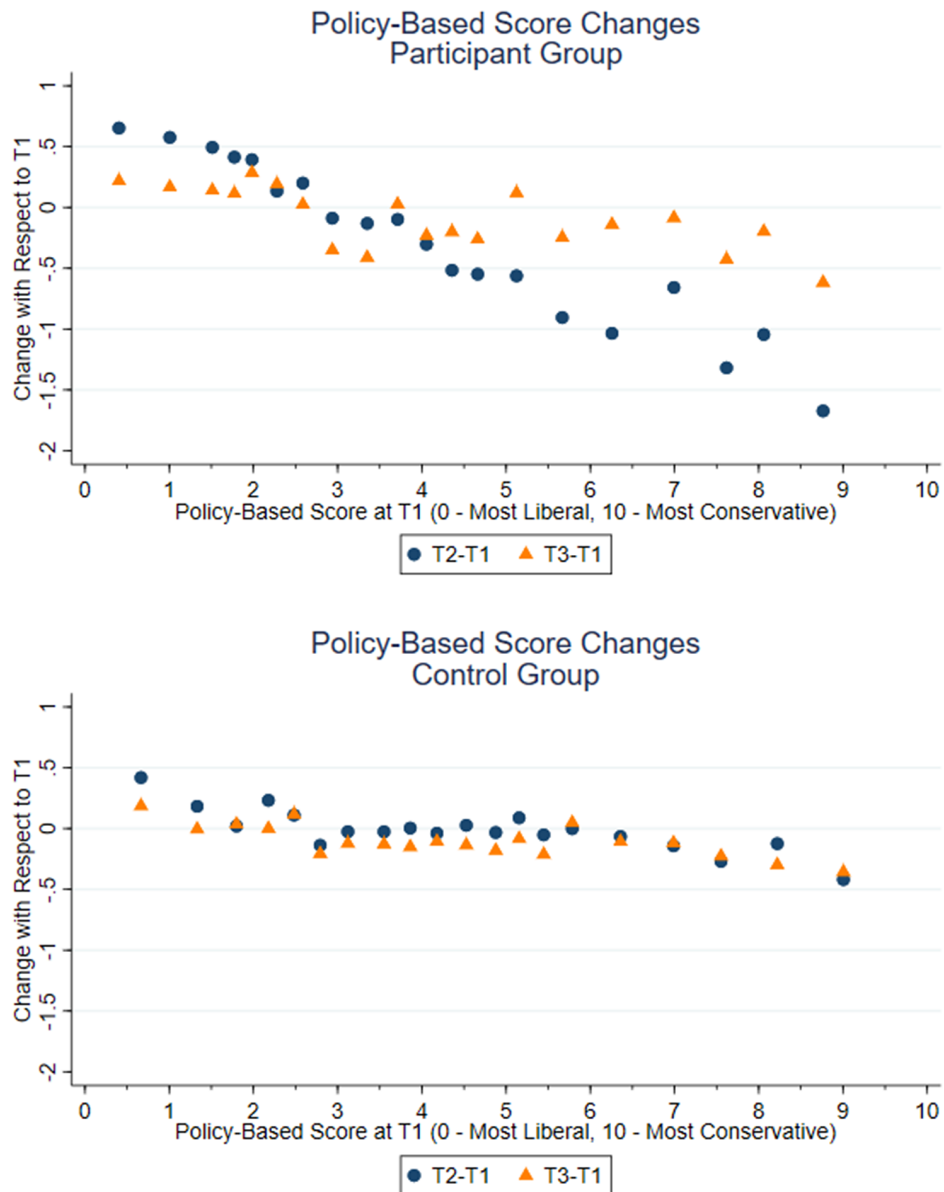 Policy-Based Score Changes
Participant Group
Change with Respect to T1
1
.5
0
-.5
-1
-1.5
-2
0 1 2 3 4 5 6 7 8 9 10
Policy-Based Score at T1 (0 - Most Liberal, 10 - Most Conservative)
T2-T1 T3-T1
Policy-Based Score Changes
Control Group
Change with Respect to T1
1
.5
0
-.5
-1
-1.5
-2
0 1 2 3 4 5 6 7 8 9 10
Policy-Based Score at T1 (0 - Most Liberal, 10 - Most Conservative)
T2-T1 T3-T1